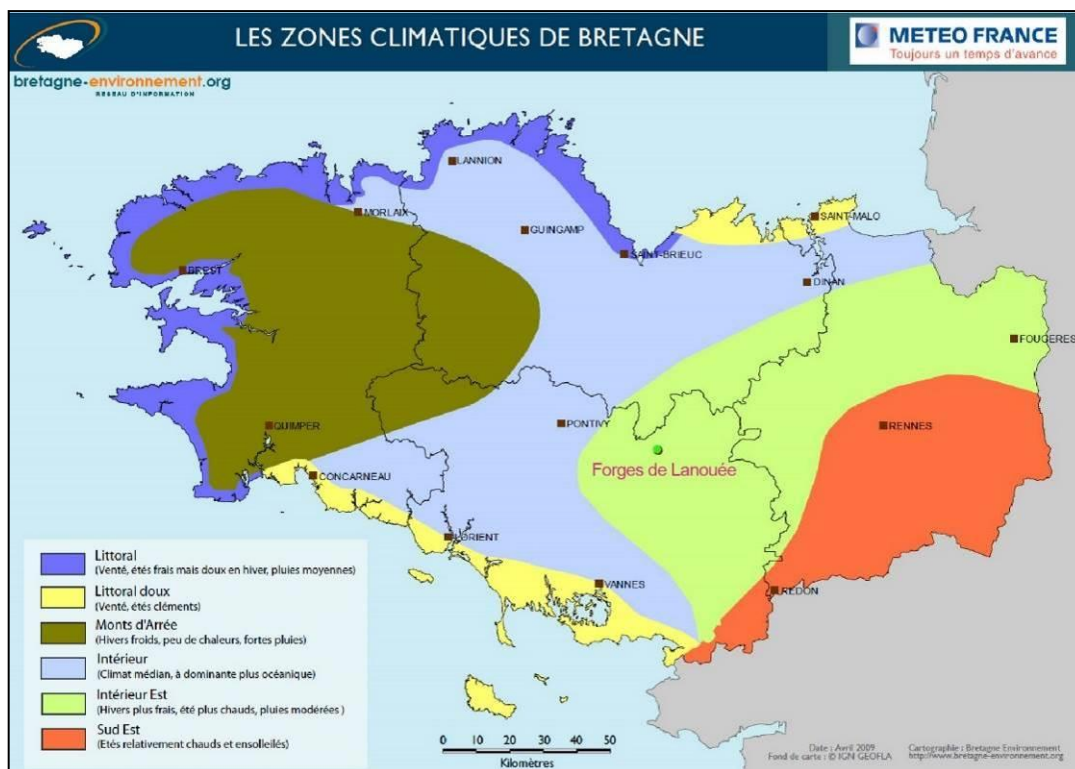 LES ZONES CLIMATIQUES DE BRETAGNE
METEO FRANCE
Toujours un temps d'avance
bretagne-environnement.org
RESEAU D'INFORMATION
LANNION
MORLAIX
GUINGAMP
SAINT-MALO
SAINT-BRIEUC
BREST
DINAN
FOUGERES
QUIMPER
PONTIVY
RENNES
Forges de Lanouée
CONCARNEAU
LORIENT
VANNES
REDON
Littoral
(Venté, étés frais mais doux en hiver, pluies moyennes)
Littoral doux
(Venté, étés cléments)
Monts d'Arrée
(Hivers froids, peu de chaleurs, fortes pluies)
Intérieur
(Climat médian, à dominante plus océanique)
Intérieur Est
(Hivers plus frais, été plus chauds, pluies modérées )
Sud Est
(Etés relativement chauds et ensolleilés)
0 10 20 30 40 50
Kilomètres
Date : Avril 2009
Fond de carte : © IGN GEOFLA
Cartographie : Bretagne Environnement
http://www.bretagne-environnement.org